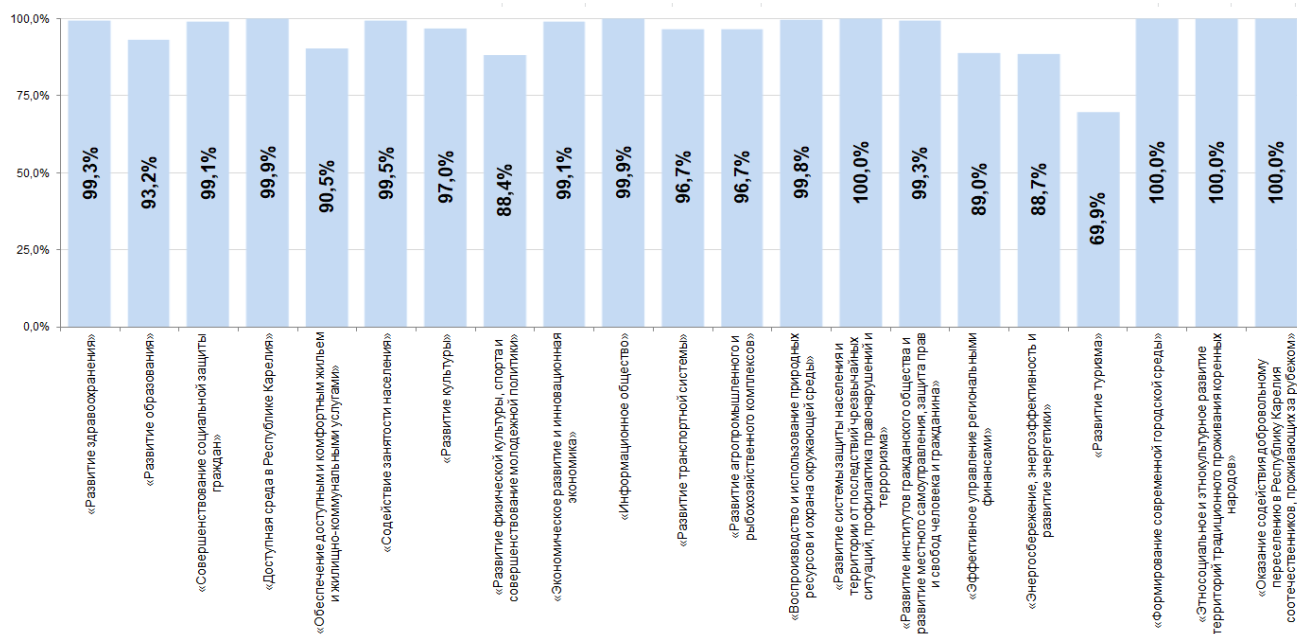 100,0%
75,0%
50,0%
25,0%
0,0%
99,3%
93,2%
99,1%
99,9%
90,5%
99,5%
97,0%
88,4%
99,1%
99,9%
96,7%
96,7%
99,8%
100,0%
99,3%
89,0%
88,7%
69,9%
100,0%
100,0%
100,0%
«Развитие здравоохранения»
«Развитие образования»
«Совершенствование социальной защиты
граждан»
«Доступная среда в Республике Карелия»
«Обеспечение доступным и комфортным жильем
и жилищно-коммунальными услугами»
«Содействие занятости населения»
«Развитие культуры»
«Развитие физической культуры, спорта и
совершенствование молодежной политики»
«Экономическое развитие и инновационная
экономика»
«Информационное общество»
«Развитие транспортной системы»
«Развитие агропромышленного и
рыбохозяйственного комплексов»
«Воспроизводство и использование природных
ресурсов и охрана окружающей среды»
«Развитие системы защиты населения и
территории от последствий чрезвычайных
ситуаций, профилактика правонарушений и
терроризма»
«Развитие институтов гражданского общества и
развитие местного самоуправления, защита прав
и свобод человека и гражданина»
«Эффективное управление региональными
финансами»
«Энергосбережение, энергоэффективность и
развитие энергетики»
«Развитие туризма»
«Формирование современной городской среды»
«Этносоциальное и этнокультурное развитие
территорий традиционного проживания коренных
народов»
«Оказание содействия добровольному
переселению в Республику Карелия
соотечественников, проживающих за рубежом»